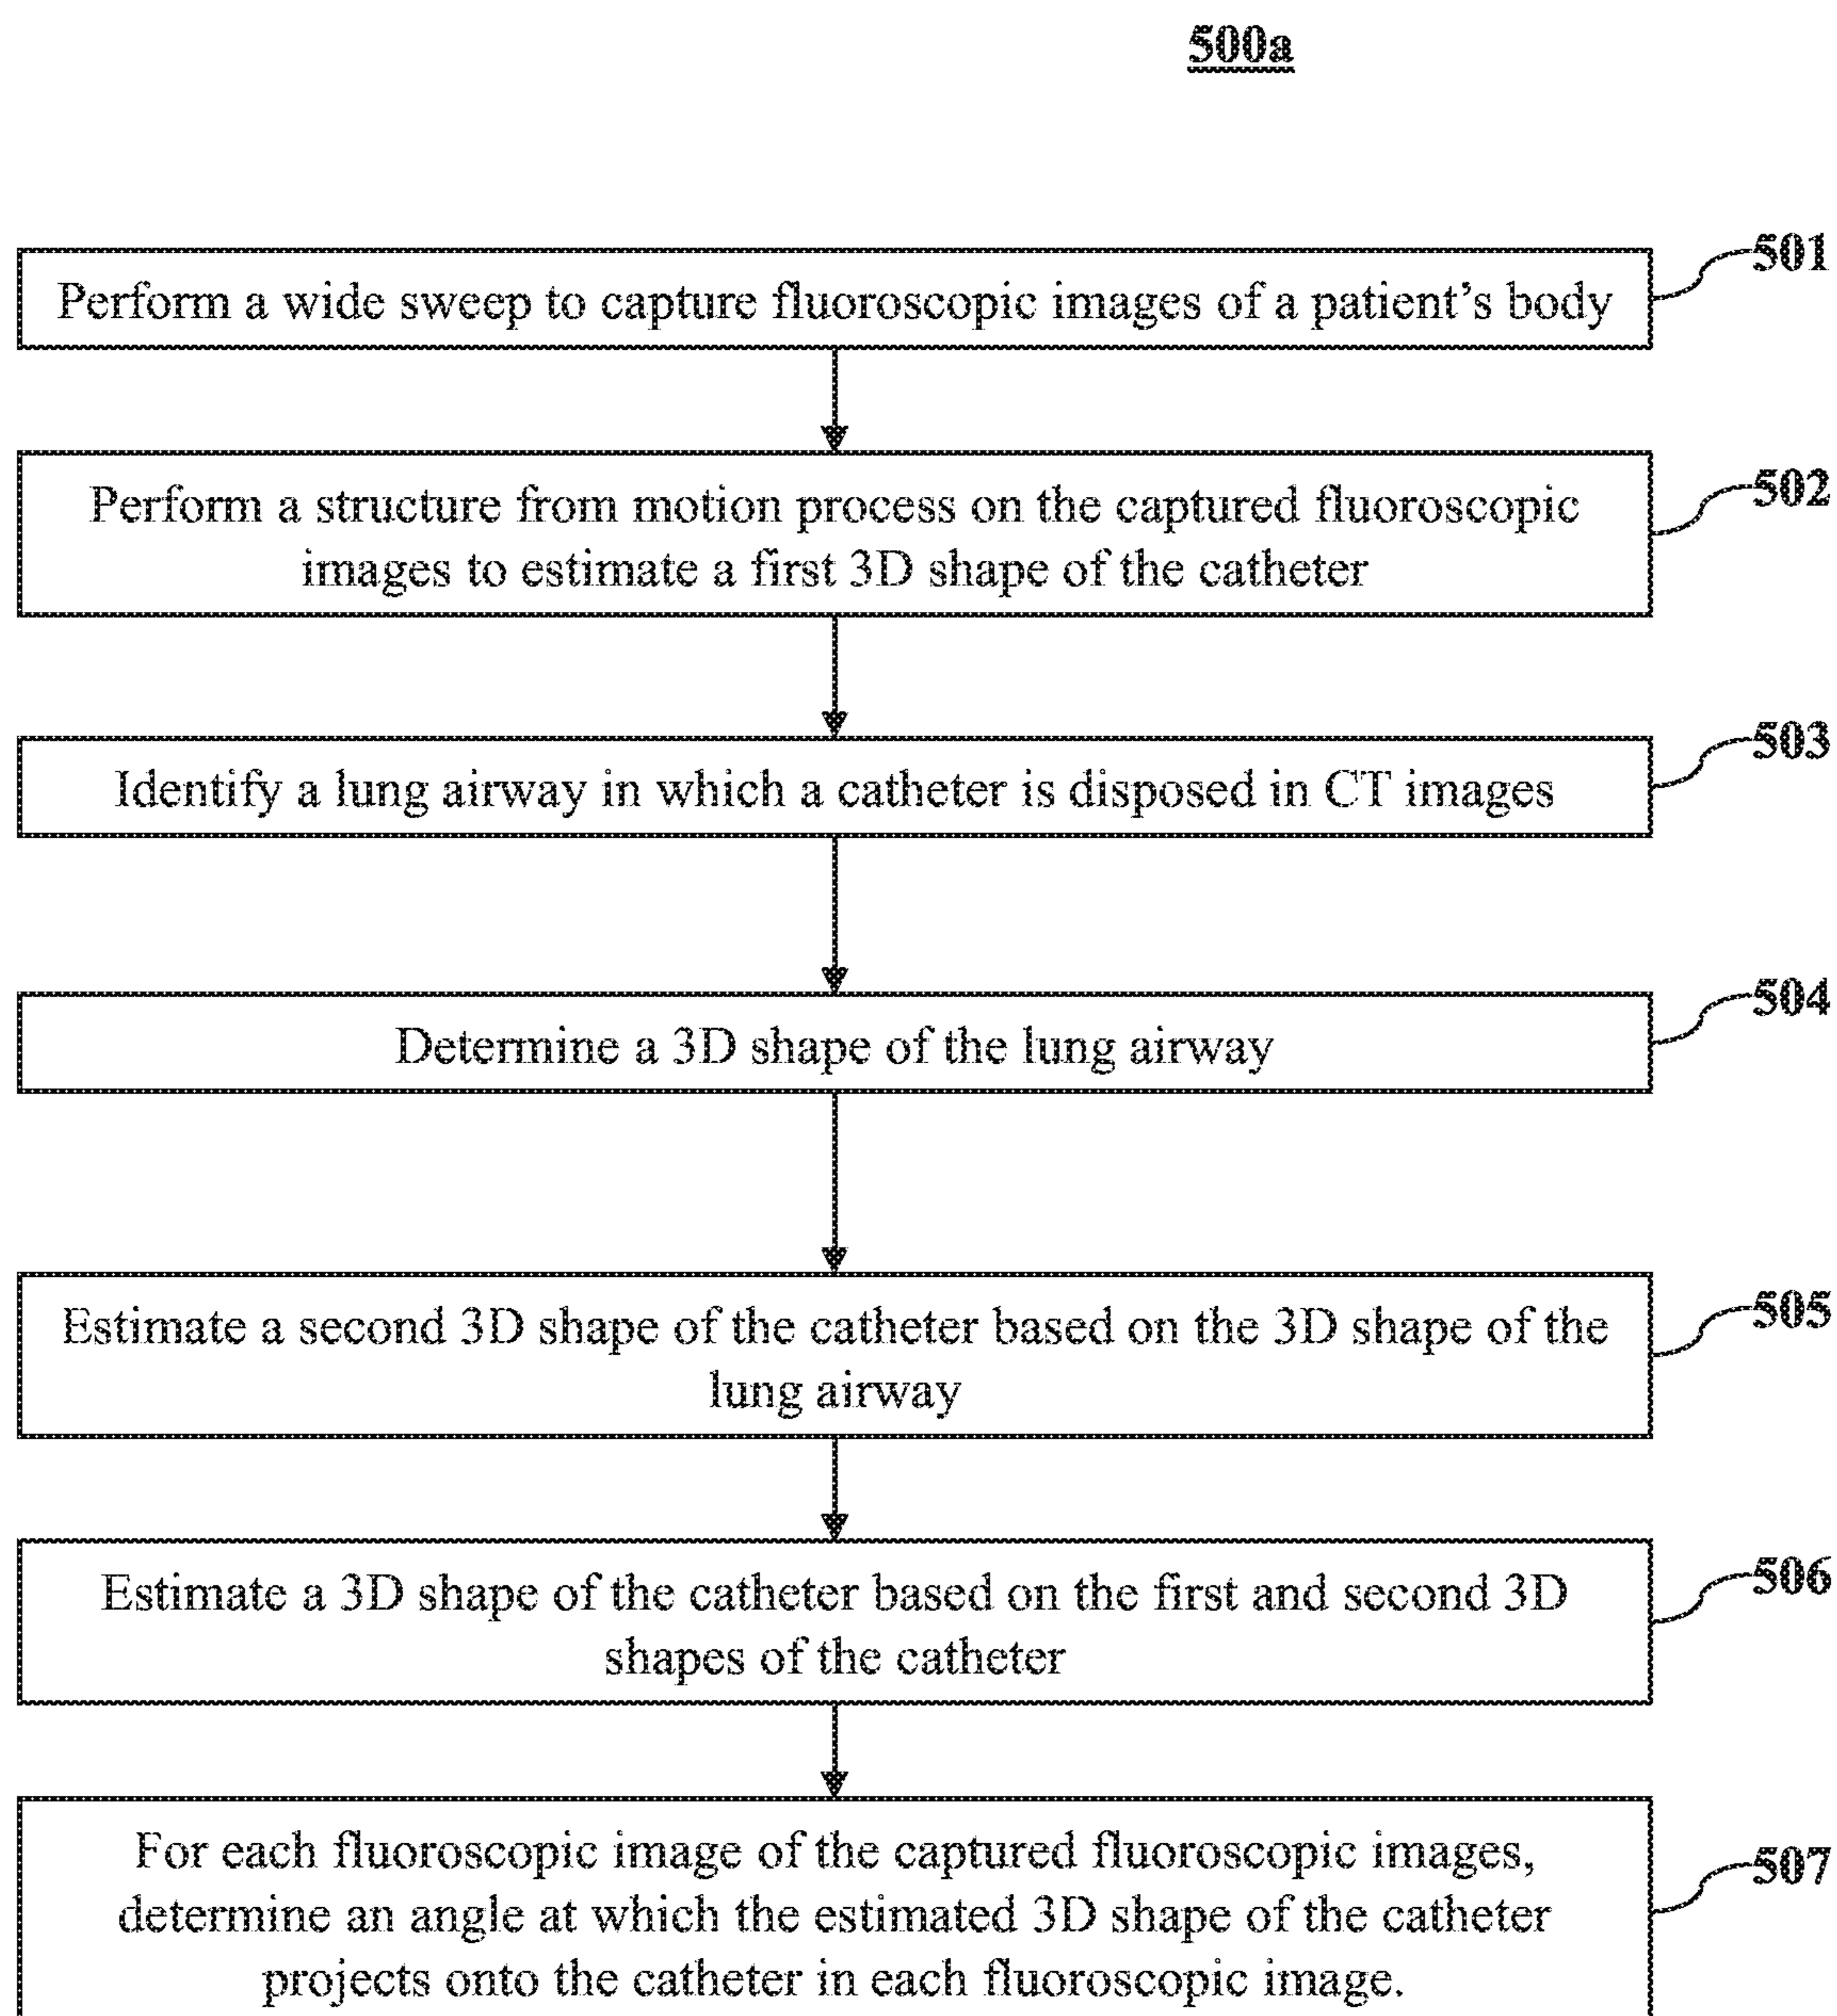 500a
Perform a wide sweep to capture fluoroscopic images of a patient's body
501
Perform a structure from motion process on the captured fluoroscopic
images to estimate a first 3D shape of the catheter
502
Identify a lung airway in which a catheter is disposed in CT images
503
Determine a 3D shape of the lung airway
504
Estimate a second 3D shape of the catheter based on the 3D shape of the
lung airway
505
Estimate a 3D shape of the catheter based on the first and second 3D
shapes of the catheter
506
For each fluoroscopic image of the captured fluoroscopic images,
determine an angle at which the estimated 3D shape of the catheter
projects onto the catheter in each fluoroscopic image.
507